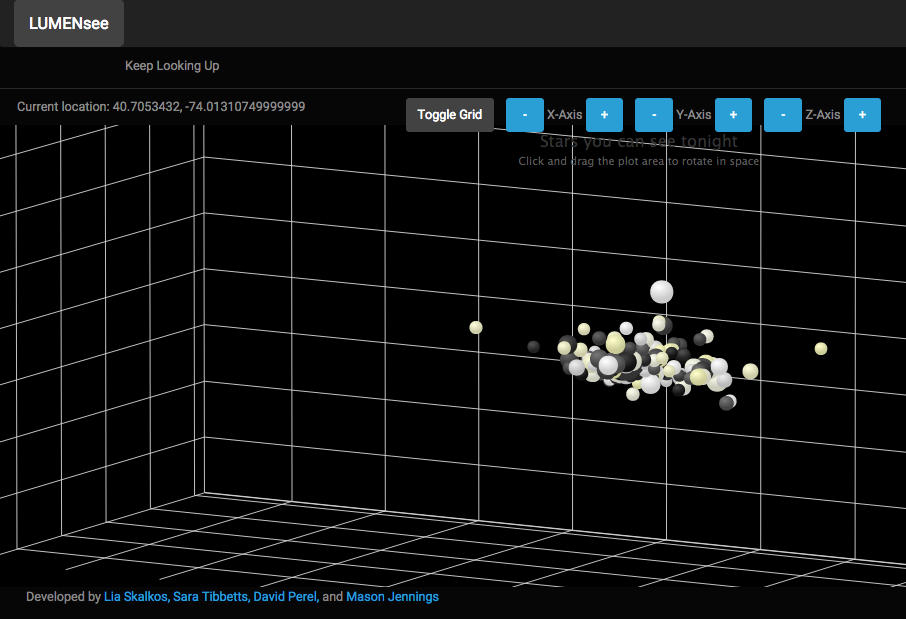 LUMENsee
Keep Looking Up
Current location: 40.7053432, -74.01310749999999
Toggle Grid - X-Axis + - Y-Axis + - Z-Axis +
Stars you can see tonight
Click and drag the plot area to rotate in space
Developed by Lia Skalkos, Sara Tibbetts, David Perel, and Mason Jennings